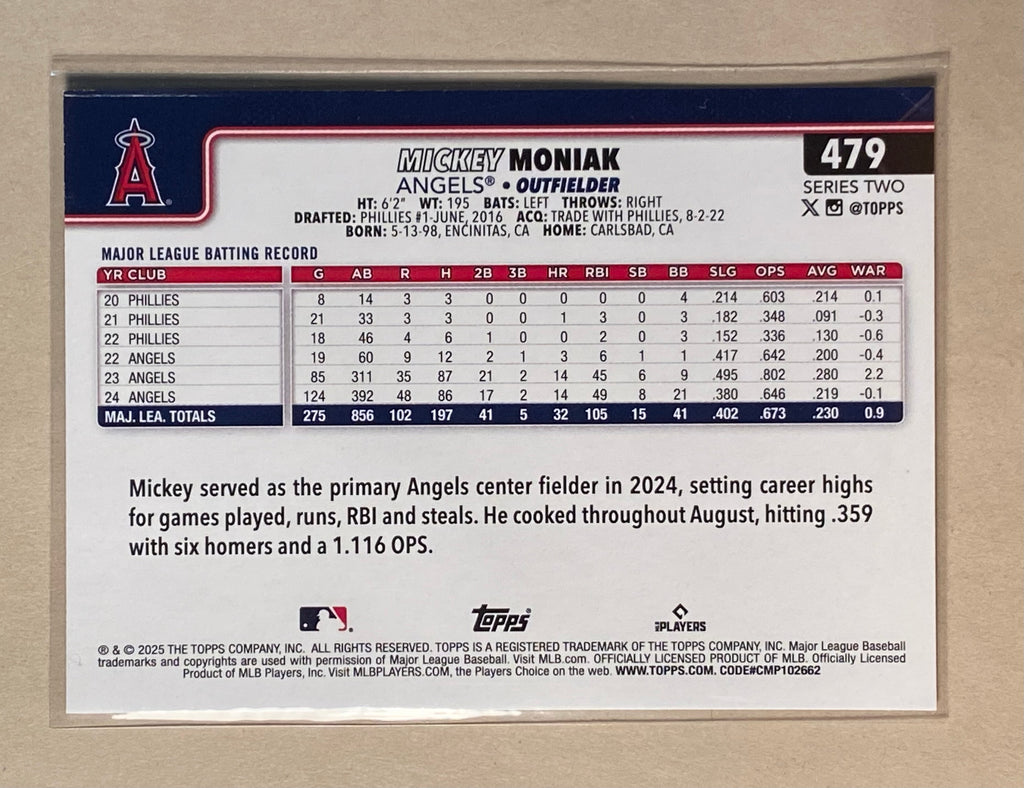 A
MICKEY MONIAK
ANGELS® • OUTFIELDER
HT: 6'2" WT: 195 BATS: LEFT THROWS: RIGHT
DRAFTED: PHILLIES #1-JUNE, 2016 ACQ: TRADE WITH PHILLIES, 8-2-22
BORN: 5-13-98, ENCINITAS, CA HOME: CARLSBAD, CA
479
SERIES TWO
@TOPPS
MAJOR LEAGUE BATTING RECORD
YR CLUB G AB R H 2B 3B HR RBI SB BB SLG OPS AVG WAR
20 PHILLIES 8 14 3 3 0 0 0 0 0 4 .214 .603 .214 0.1
21 PHILLIES 21 33 3 3 0 0 1 3 0 3 .182 .348 .091 -0.3
22 PHILLIES 18 46 4 6 1 0 0 2 0 3 .152 .336 .130 -0.6
22 ANGELS 19 60 9 12 2 1 3 6 1 1 .417 .642 .200 -0.4
23 ANGELS 85 311 35 87 21 2 14 45 6 9 .495 .802 .280 2.2
24 ANGELS 124 392 48 86 17 2 14 49 8 21 .380 .646 .219 -0.1
MAJ. LEA. TOTALS 275 856 102 197 41 5 32 105 15 41 .402 .673 .230 0.9
Mickey served as the primary Angels center fielder in 2024, setting career highs
for games played, runs, RBI and steals. He cooked throughout August, hitting .359
with six homers and a 1.116 OPS.
topps® MLB PLAYERS
® & © 2025 THE TOPPS COMPANY, INC. ALL RIGHTS RESERVED. TOPPS IS A REGISTERED TRADEMARK OF THE TOPPS COMPANY, INC. Major League Baseball
trademarks and copyrights are used with permission of Major League Baseball. Visit MLB.com. OFFICIALLY LICENSED PRODUCT OF MLB. Officially Licensed
Product of MLB Players, Inc. Visit MLBPLAYERS.COM, the Players Choice on the web. WWW.TOPPS.COM. CODE#CMP102662